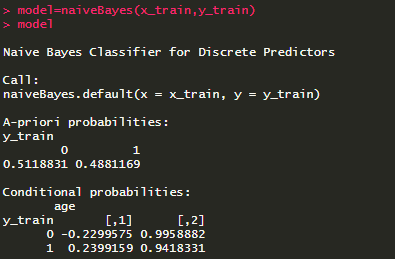 > model=naiveBayes(x_train,y_train)
> model
Naive Bayes Classifier for Discrete Predictors
Call:
naiveBayes.default(x = x_train, y = y_train)
A-priori probabilities:
y_train
        0         1
0.5118831 0.4881169
Conditional probabilities:
       age
y_train       [,1]      [,2]
      0 -0.2299575 0.9958882
      1  0.2399159 0.9418331